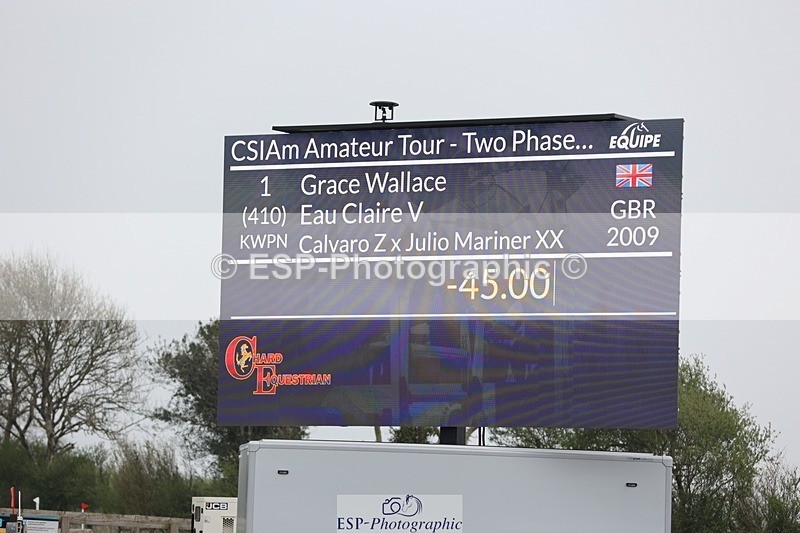 CSIAm Amateur Tour - Two Phase...
EQUIPE
1 Grace Wallace
(410) Eau Claire V GBR
KWPN Calvaro Z x Julio Mariner XX 2009
© ESP-Photographic ©
-45.00
CHARD
EQUESTRIAN
JCB
ESP-Photographic